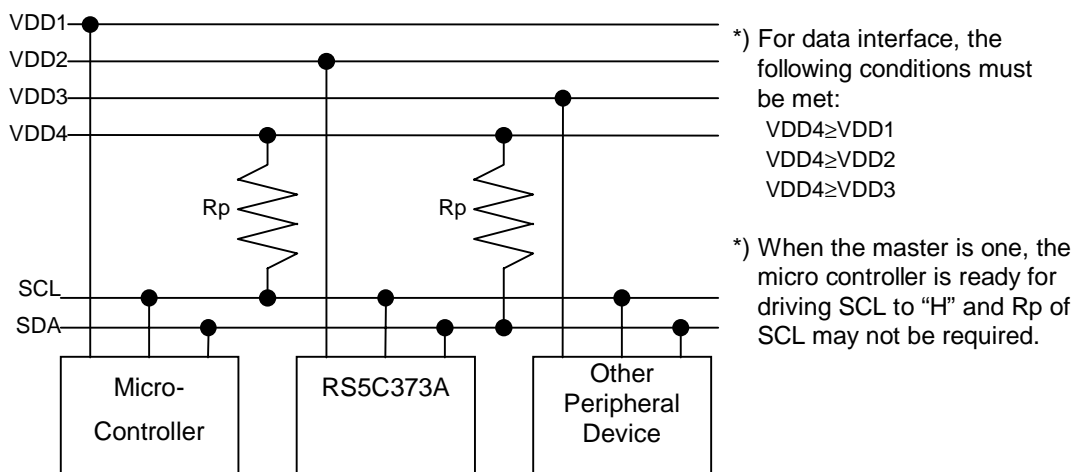 VDD1
VDD2
VDD3
VDD4
Rp
Rp
SCL
SDA
Micro-
Controller
RS5C373A
Other
Peripheral
Device
*) For data interface, the
following conditions must
be met:
VDD4≥VDD1
VDD4≥VDD2
VDD4≥VDD3
*) When the master is one, the
micro controller is ready for
driving SCL to “H” and Rp of
SCL may not be required.